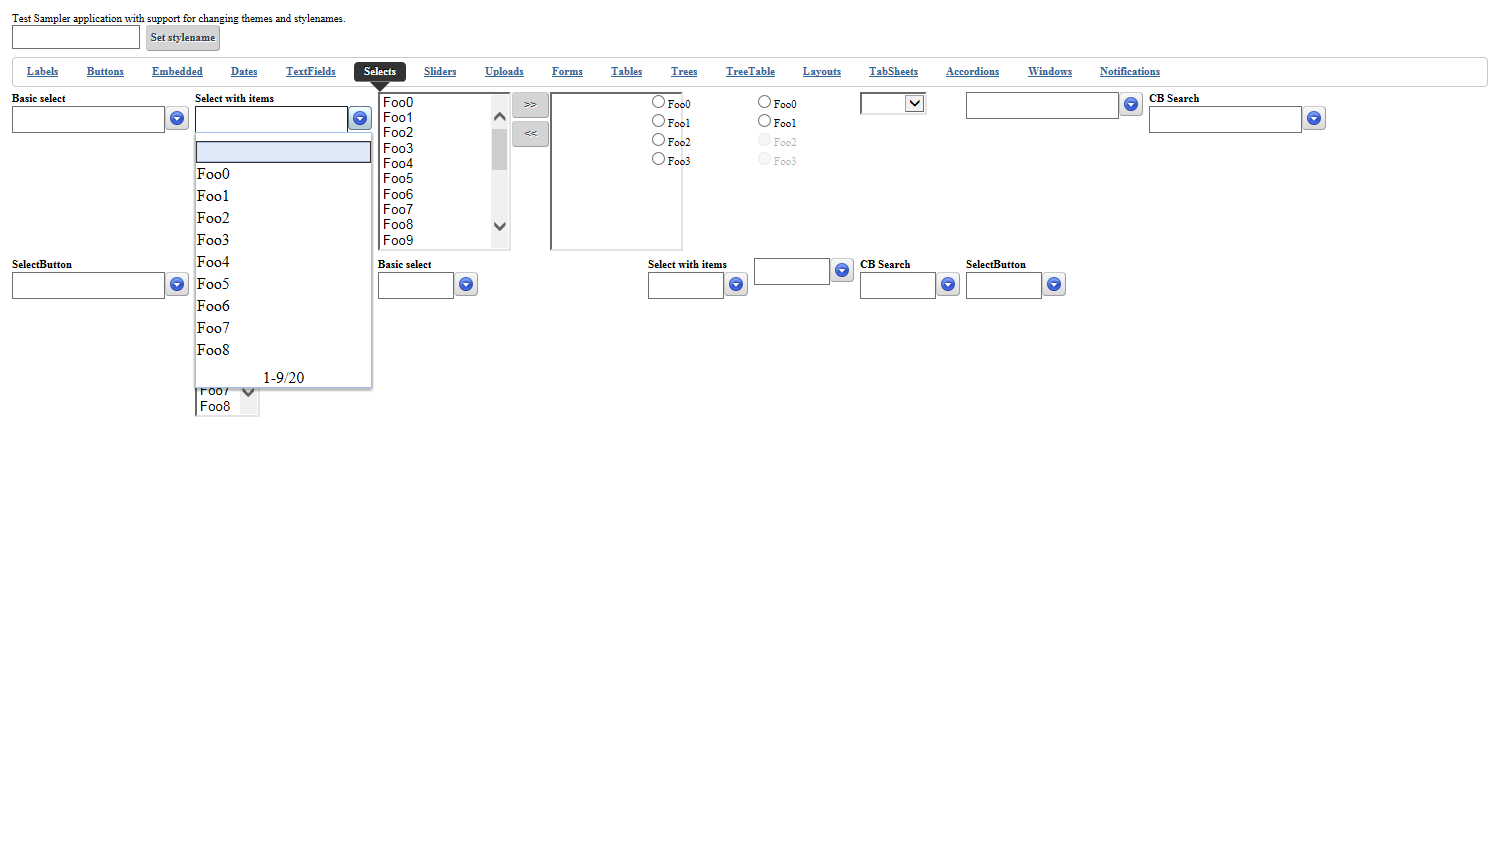 Test Sampler application with support for changing themes and stylenames.
Set stylename
Labels Buttons Embedded Dates TextFields Selects Sliders Uploads Forms Tables Trees TreeTable Layouts TabSheets Accordions Windows Notifications
Basic select
Select with items
Foo0
Foo1
Foo2
Foo3
Foo4
Foo5
Foo6
Foo7
Foo8
1-9/20
Foo0
Foo1
Foo2
Foo3
Foo4
Foo5
Foo6
Foo7
Foo8
Foo9
>>
<<
Foo0
Foo1
Foo2
Foo3
Foo0
Foo1
Foo2
Foo3
CB Search
SelectButton
Foo7
Foo8
Basic select
Select with items
CB Search
SelectButton